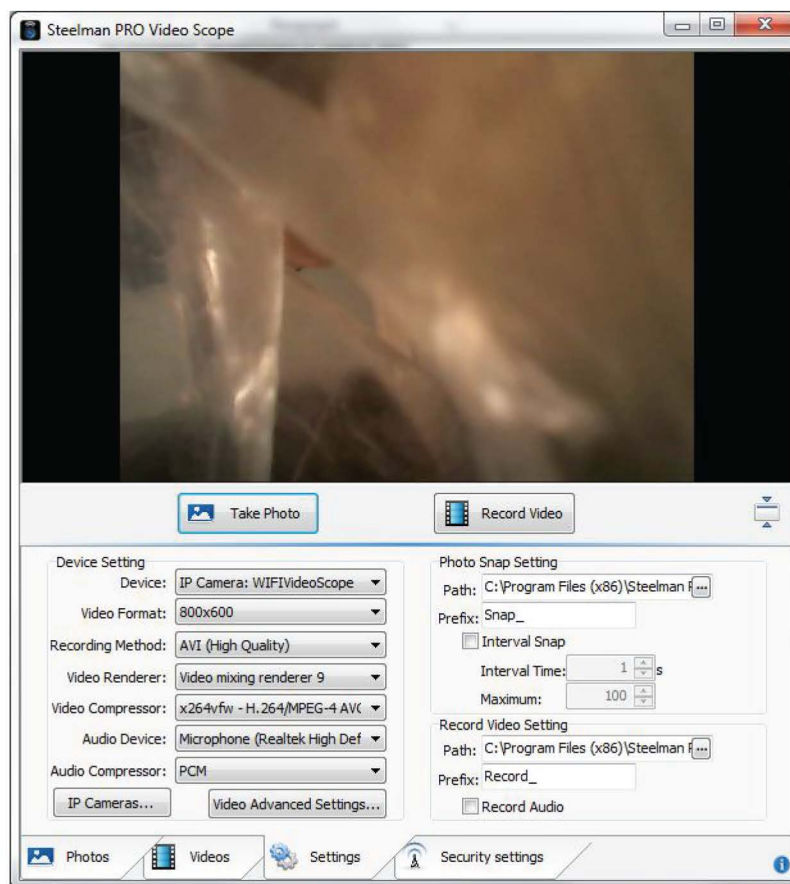 Steelman PRO Video Scope
Take Photo
Record Video
Device Setting
Device: IP Camera: WIFIVideoScope
Video Format: 800x600
Recording Method: AVI (High Quality)
Video Renderer: Video mixing renderer 9
Video Compressor: x264vfw - H.264/MPEG-4 AVC
Audio Device: Microphone (Realtek High Def
Audio Compressor: PCM
IP Cameras...
Video Advanced Settings...
Photo Snap Setting
Path: C:\Program Files (x86)\Steelman P ...
Prefix: Snap_
Interval Snap
Interval Time: 1 s
Maximum: 100
Record Video Setting
Path: C:\Program Files (x86)\Steelman P ...
Prefix: Record_
Record Audio
Photos
Videos
Settings
Security settings